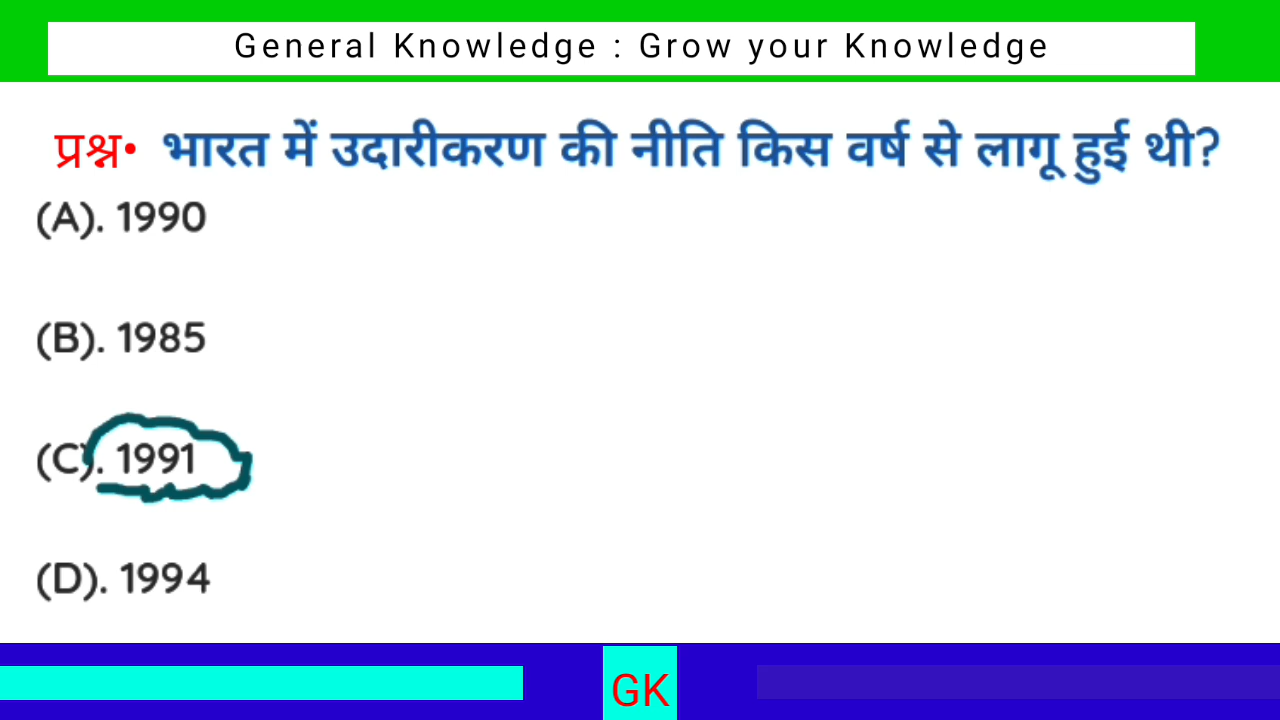 General Knowledge : Grow your Knowledge
प्रश्न• भारत में उदारीकरण की नीति किस वर्ष से लागू हुई थी?
(A). 1990
(B). 1985
(C). 1991
(D). 1994
GK